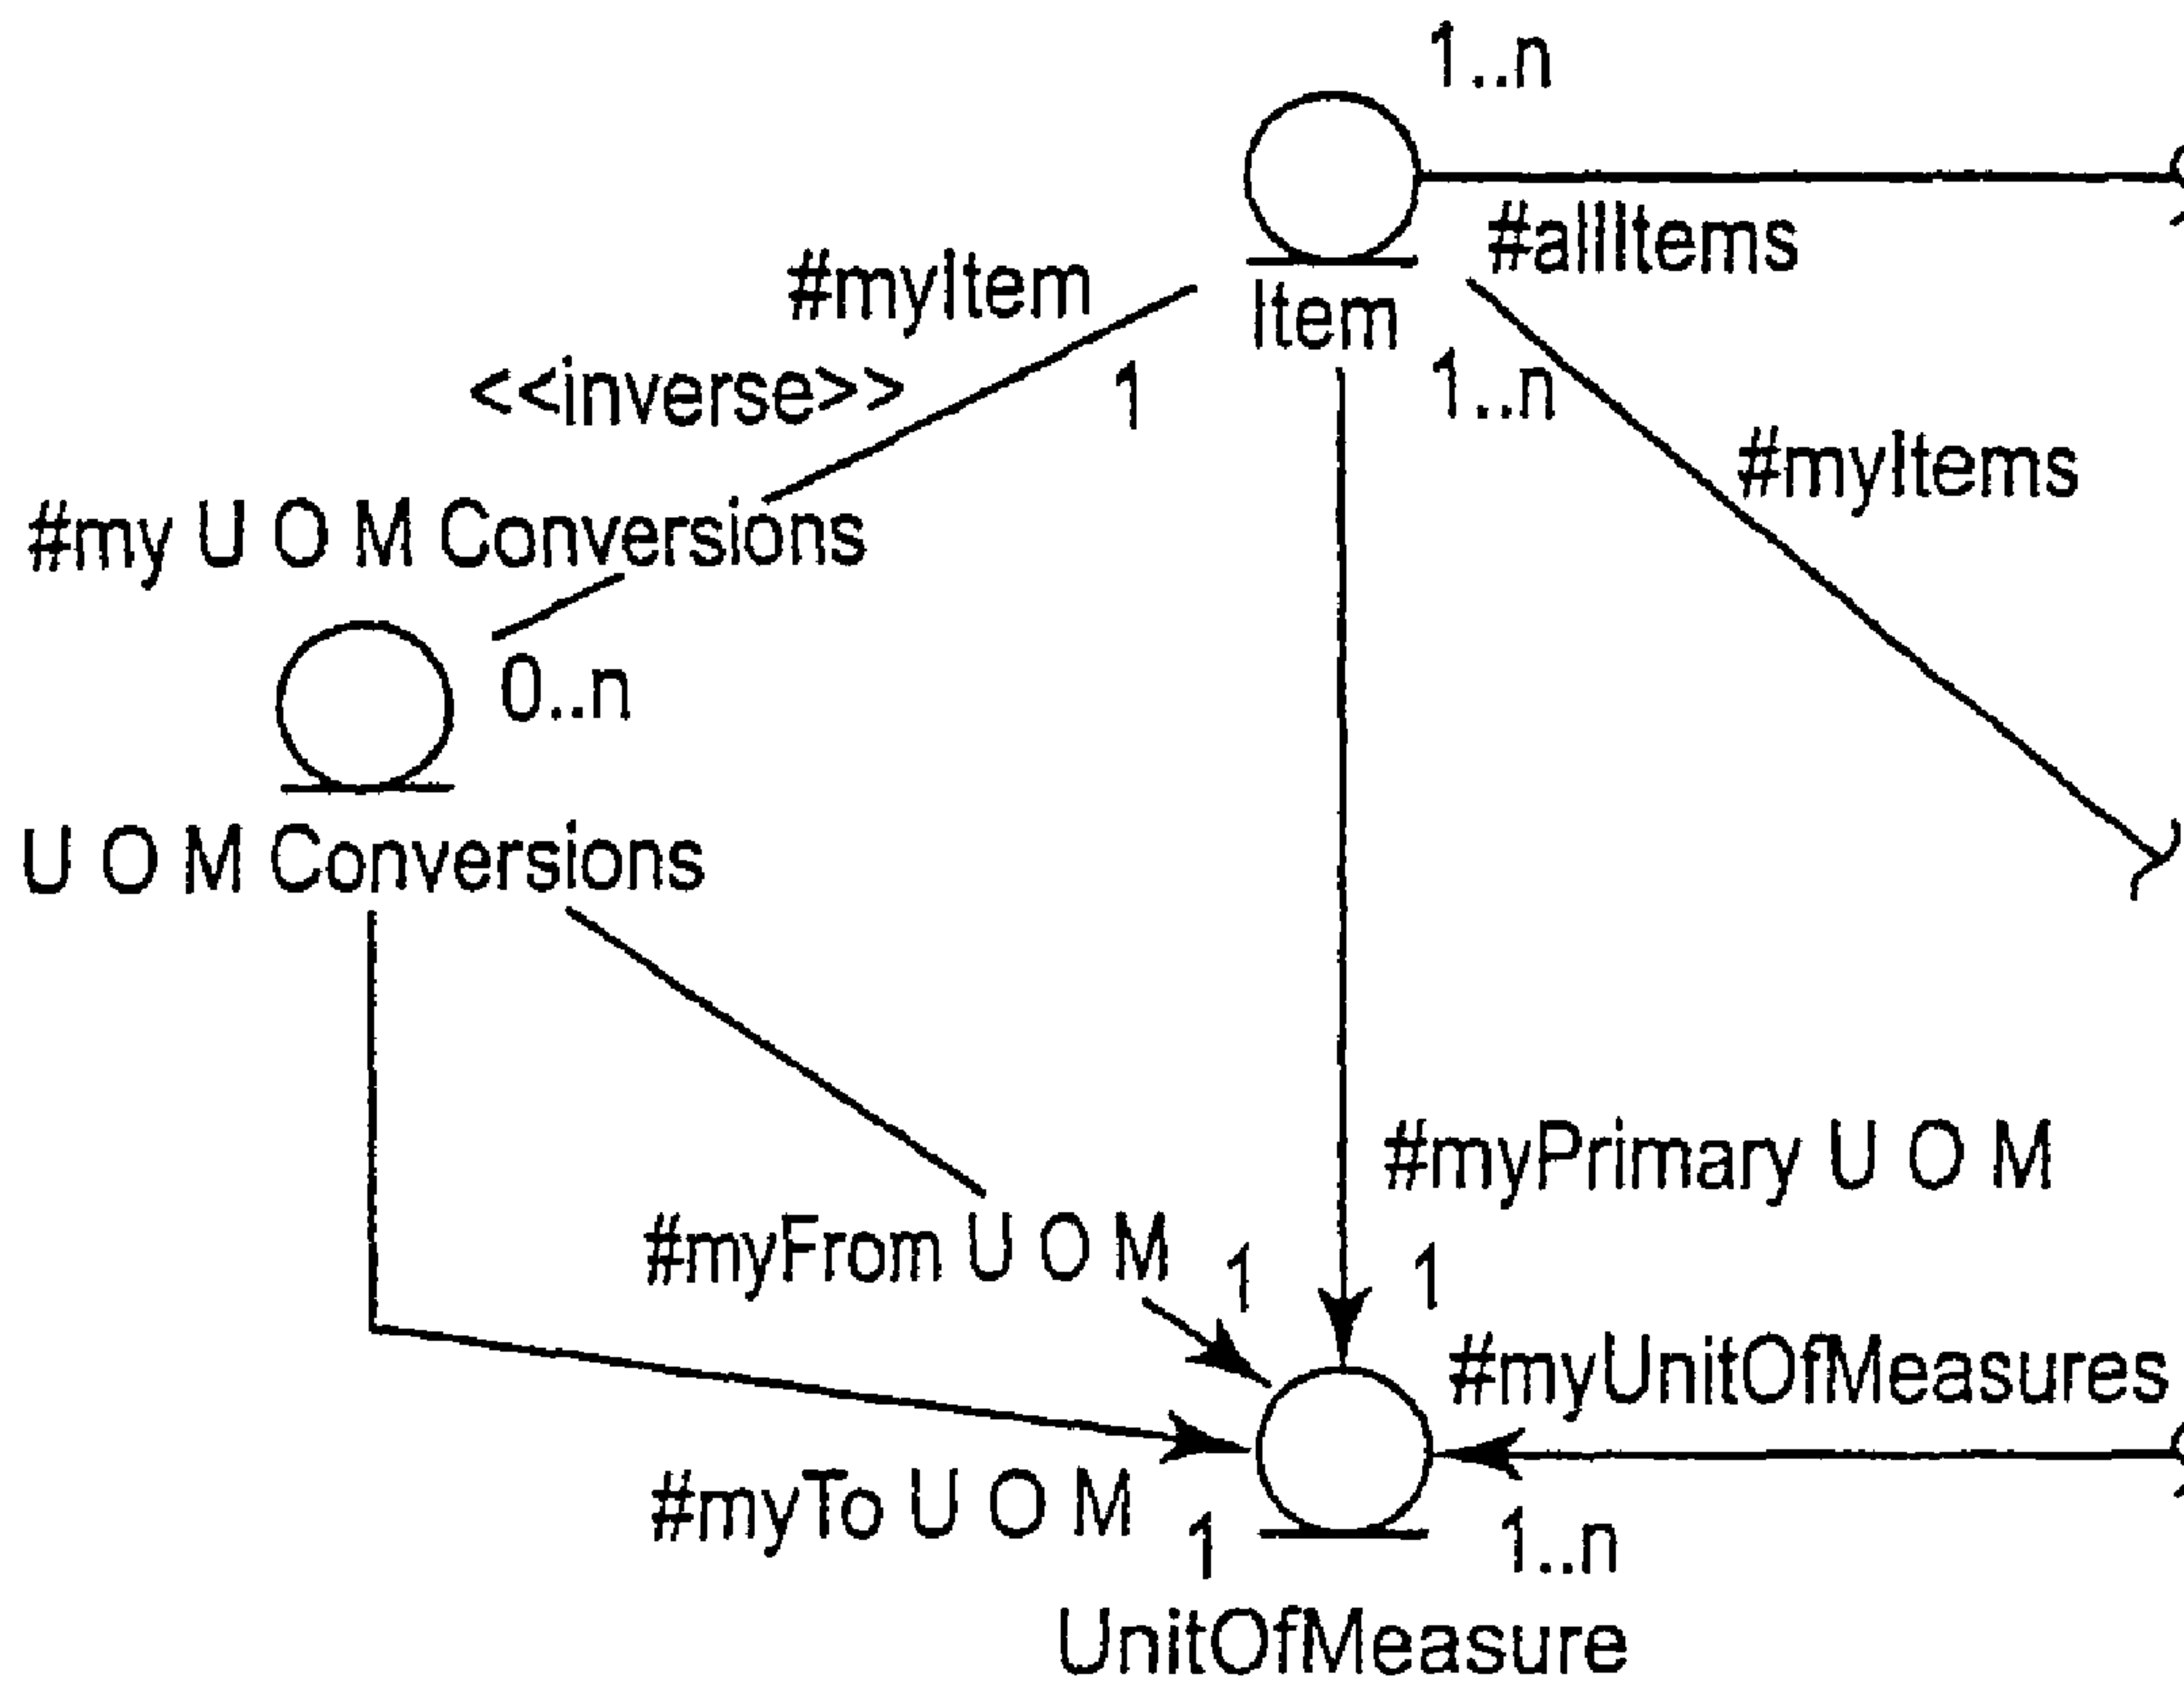 1..n
#allItems
#myItem
Item
<<inverse>>
1
1..n
#myItems
#my U O M Conversions
0..n
U O M Conversions
#myPrimary U O M
#myFrom U O M
1
1
#myUnitOfMeasures
#myTo U O M
1
1..n
UnitOfMeasure